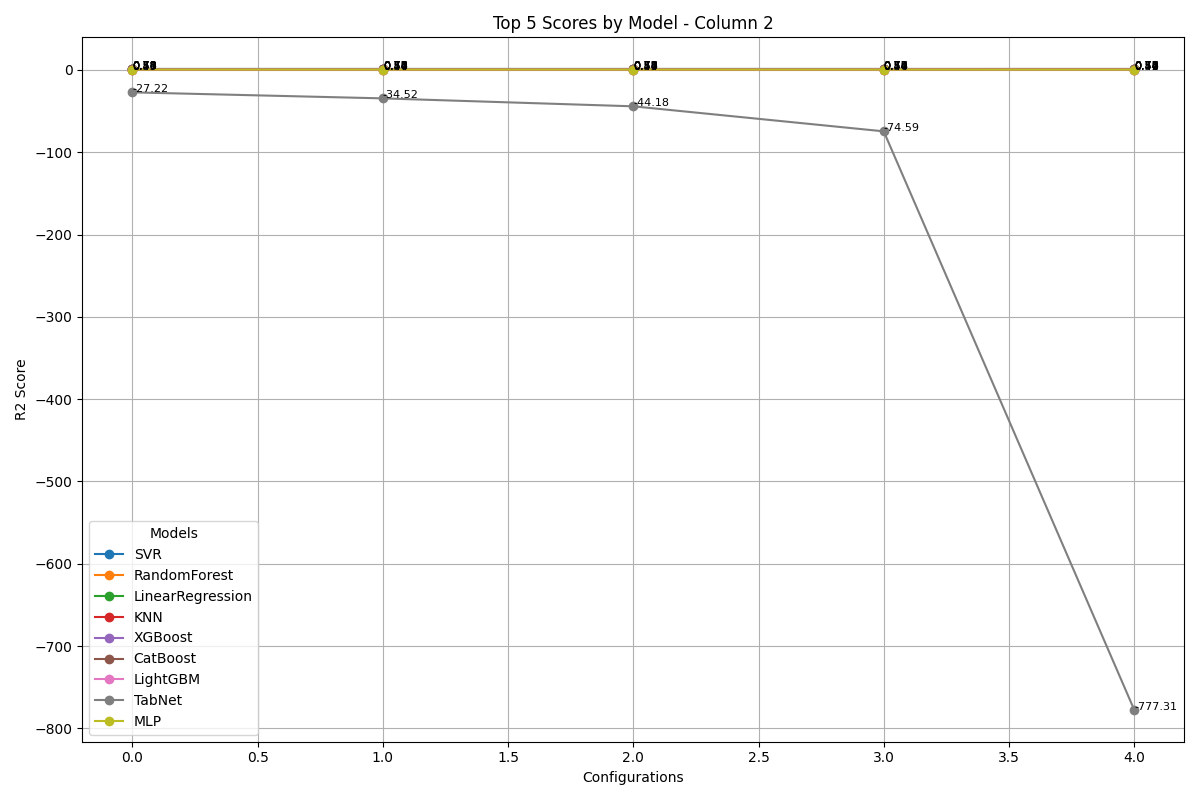 Top 5 Scores by Model - Column 2
0
-27.22
-34.52
-44.18
-74.59
-777.31
−100
−200
−300
−400
−500
−600
−700
−800
R2 Score
Models
SVR
RandomForest
LinearRegression
KNN
XGBoost
CatBoost
LightGBM
TabNet
MLP
0.0 0.5 1.0 1.5 2.0 2.5 3.0 3.5 4.0
Configurations